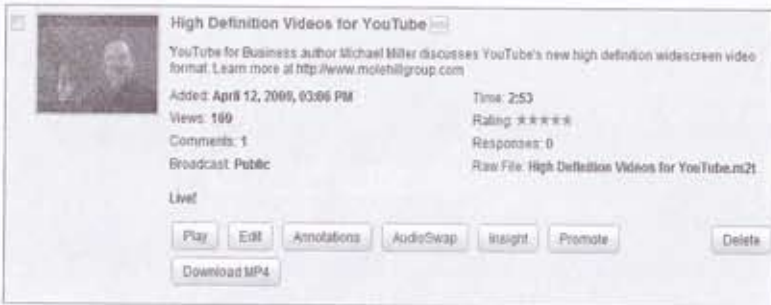 High Definition Videos for YouTube
YouTube for Business author Michael Miller discusses YouTube's new high definition widescreen video
format. Learn more at http://www.molehillgroup.com
Added: April 12, 2009, 03:06 PM
Time: 2:53
Views: 169
Rating: ★★★★★
Comments: 1
Responses: 0
Broadcast: Public
Raw File: High Definition Videos for YouTube.m2t
Live!
Play Edit Annotations AudioSwap Insight Promote Delete
Download MP4